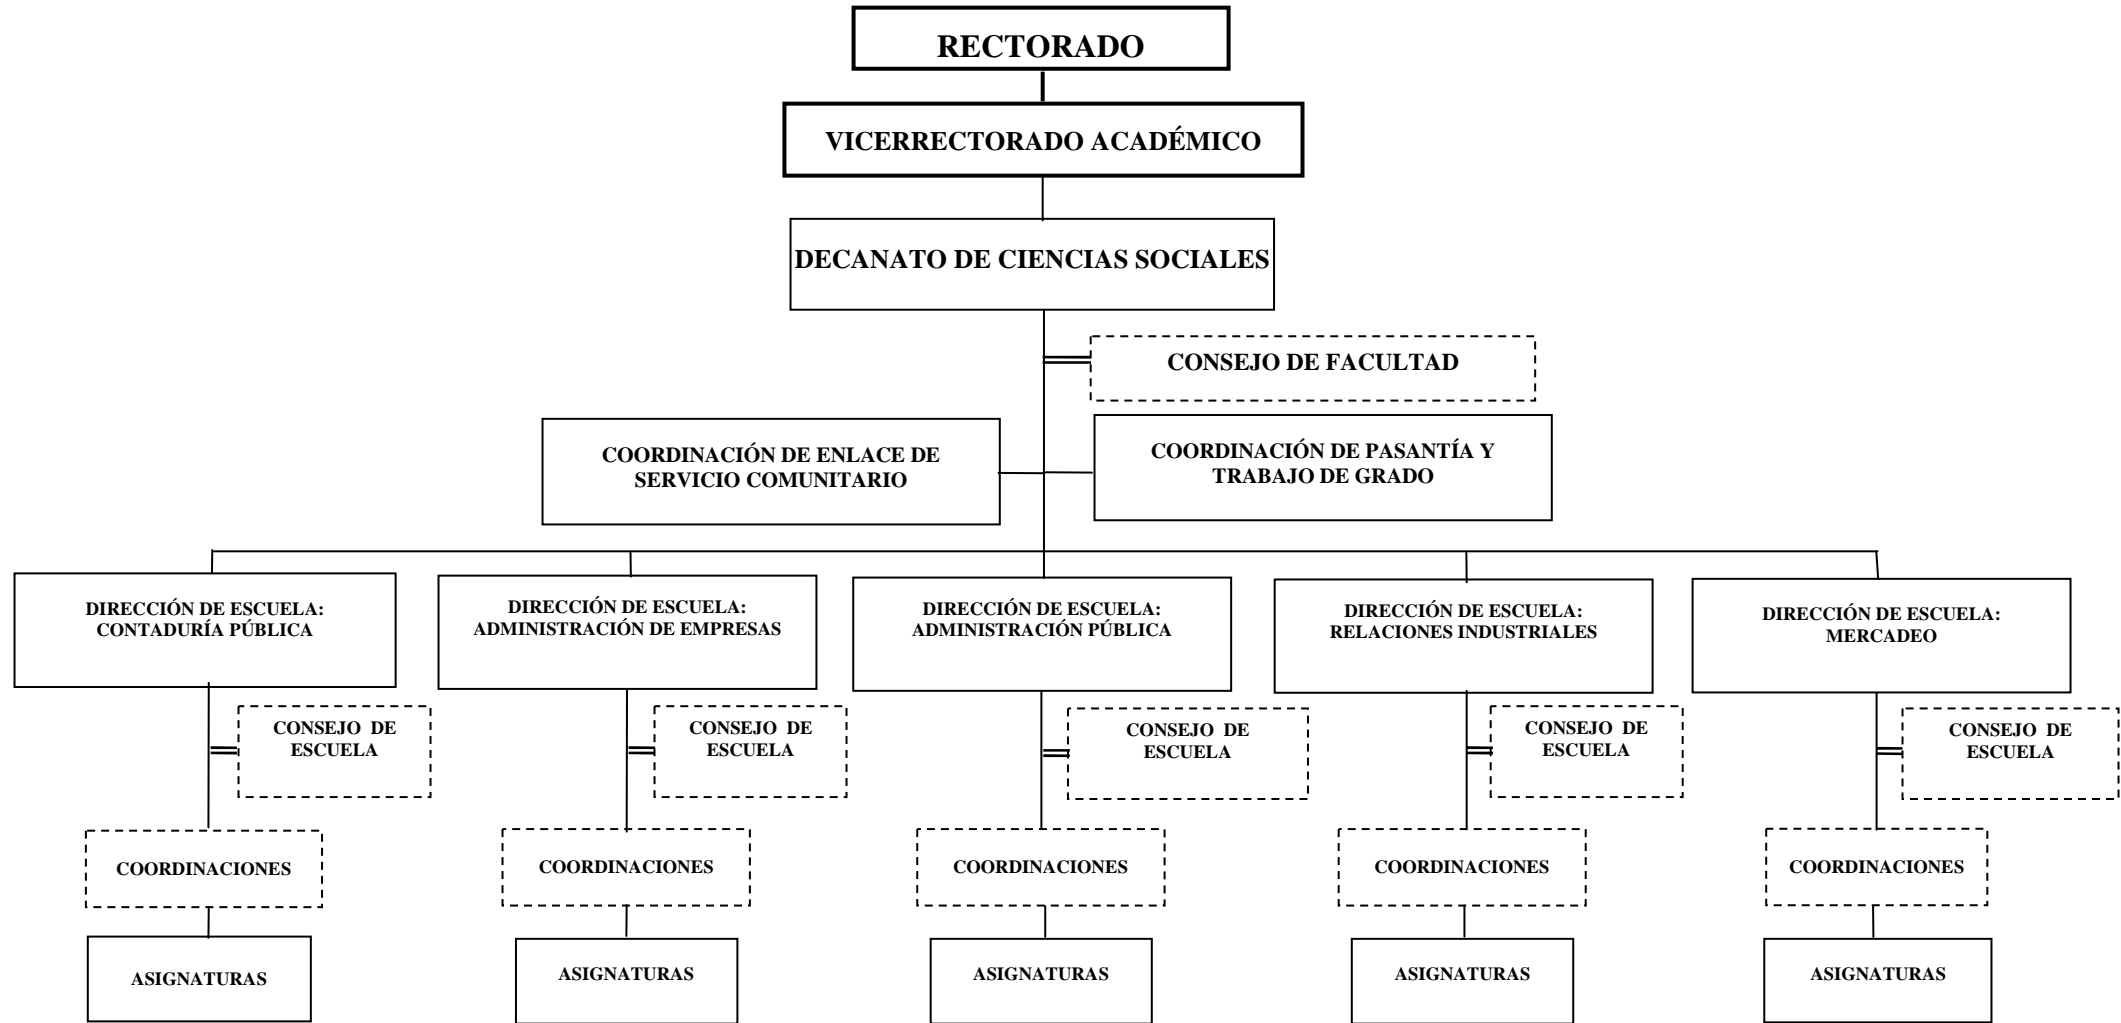 RECTORADO
VICERRECTORADO ACADÉMICO
DECANATO DE CIENCIAS SOCIALES
CONSEJO DE FACULTAD
COORDINACIÓN DE ENLACE DE
SERVICIO COMUNITARIO
COORDINACIÓN DE PASANTÍA Y
TRABAJO DE GRADO
DIRECCIÓN DE ESCUELA:
CONTADURÍA PÚBLICA
DIRECCIÓN DE ESCUELA:
ADMINISTRACIÓN DE EMPRESAS
DIRECCIÓN DE ESCUELA:
ADMINISTRACIÓN PÚBLICA
DIRECCIÓN DE ESCUELA:
RELACIONES INDUSTRIALES
DIRECCIÓN DE ESCUELA:
MERCADEO
CONSEJO DE
ESCUELA
CONSEJO DE
ESCUELA
CONSEJO DE
ESCUELA
CONSEJO DE
ESCUELA
CONSEJO DE
ESCUELA
COORDINACIONES
COORDINACIONES
COORDINACIONES
COORDINACIONES
COORDINACIONES
ASIGNATURAS
ASIGNATURAS
ASIGNATURAS
ASIGNATURAS
ASIGNATURAS